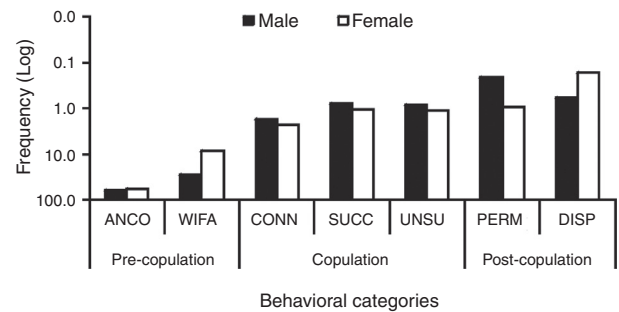 Frequency (Log)
0.0
0.1
1.0
10.0
100.0
Male Female
ANCO WIFA CONN SUCC UNSU PERM DISP
Pre-copulation Copulation Post-copulation
Behavioral categories